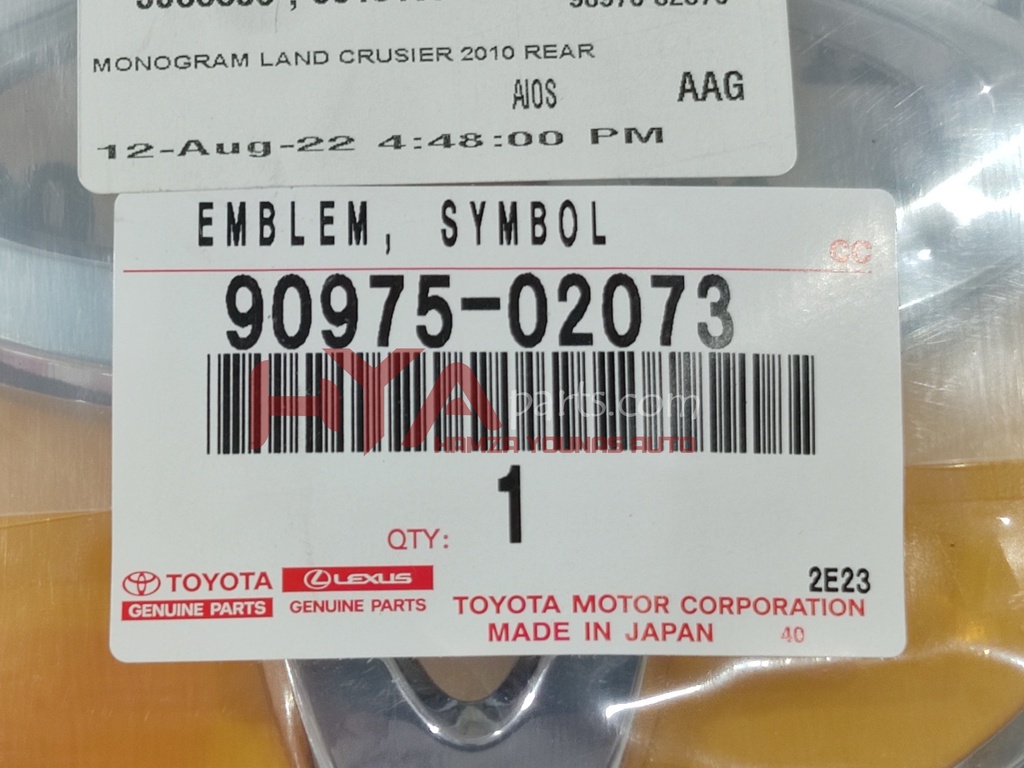 MONOGRAM LAND CRUSIER 2010 REAR
AIOS AAG
12-Aug-22 4:48:00 PM
EMBLEM, SYMBOL
GC
90975-02073
HYA parts.com
HAMZA YOUNAS AUTO
1
QTY:
TOYOTA LEXUS 2E23
GENUINE PARTS GENUINE PARTS TOYOTA MOTOR CORPORATION
MADE IN JAPAN 40